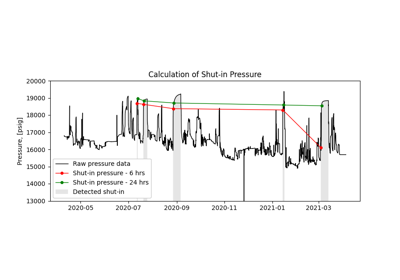 Calculation of Shut-in Pressure
20000
19000
18000
17000
16000
15000
14000
13000
Pressure, [psig]
Raw pressure data
Shut-in pressure - 6 hrs
Shut-in pressure - 24 hrs
Detected shut-in
2020-05
2020-07
2020-09
2020-11
2021-01
2021-03